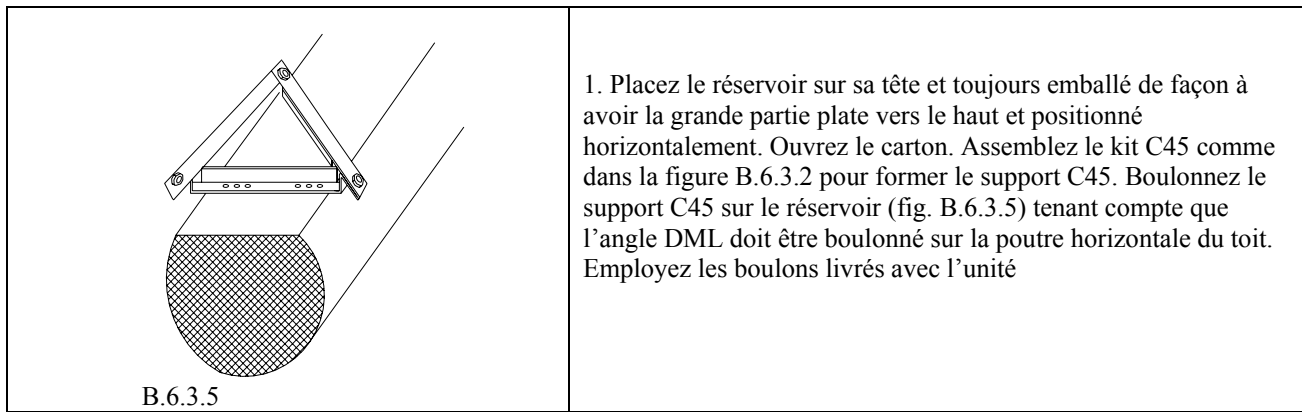 1. Placez le réservoir sur sa tête et toujours emballé de façon à
avoir la grande partie plate vers le haut et positionné
horizontalement. Ouvrez le carton. Assemblez le kit C45 comme
dans la figure B.6.3.2 pour former le support C45. Boulonnez le
support C45 sur le réservoir (fig. B.6.3.5) tenant compte que
l’angle DML doit être boulonné sur la poutre horizontale du toit.
Employez les boulons livrés avec l’unité
B.6.3.5